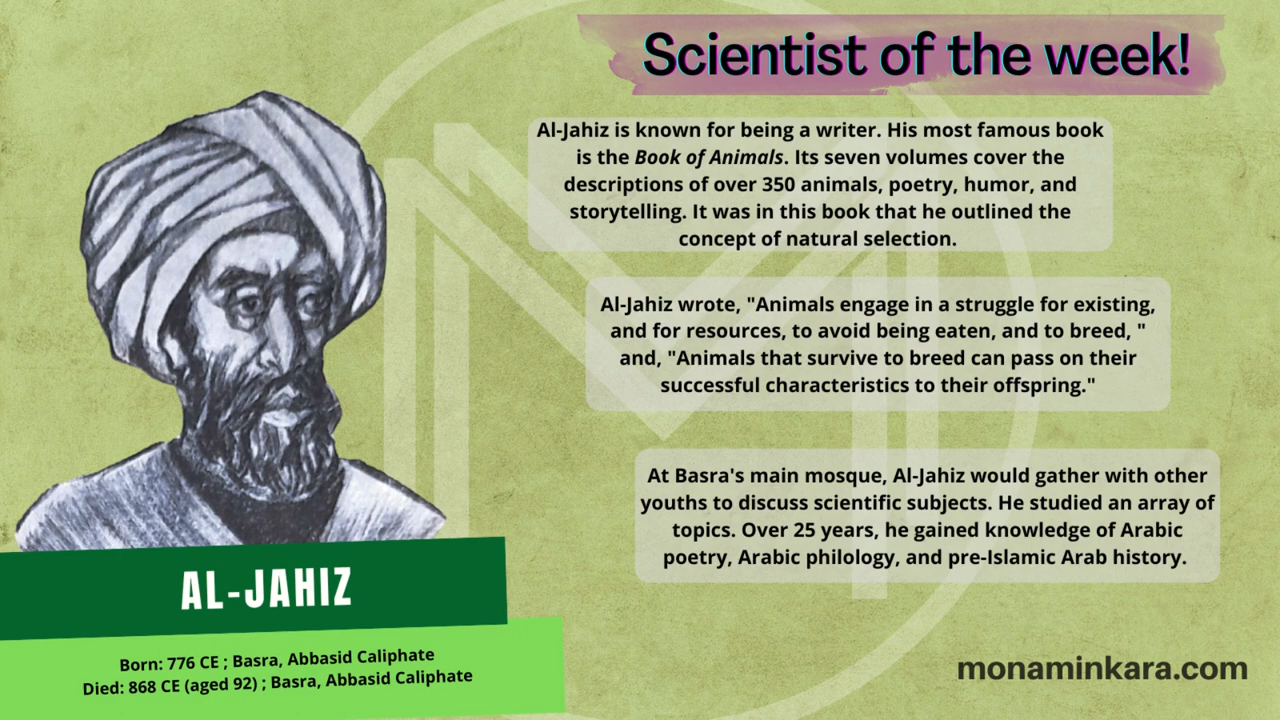 Scientist of the week!
Al-Jahiz is known for being a writer. His most famous book
is the Book of Animals. Its seven volumes cover the
descriptions of over 350 animals, poetry, humor, and
storytelling. It was in this book that he outlined the
concept of natural selection.
Al-Jahiz wrote, "Animals engage in a struggle for existing,
and for resources, to avoid being eaten, and to breed, "
and, "Animals that survive to breed can pass on their
successful characteristics to their offspring."
At Basra's main mosque, Al-Jahiz would gather with other
youths to discuss scientific subjects. He studied an array of
topics. Over 25 years, he gained knowledge of Arabic
poetry, Arabic philology, and pre-Islamic Arab history.
AL-JAHIZ
Born: 776 CE ; Basra, Abbasid Caliphate
Died: 868 CE (aged 92) ; Basra, Abbasid Caliphate
monaminkara.com